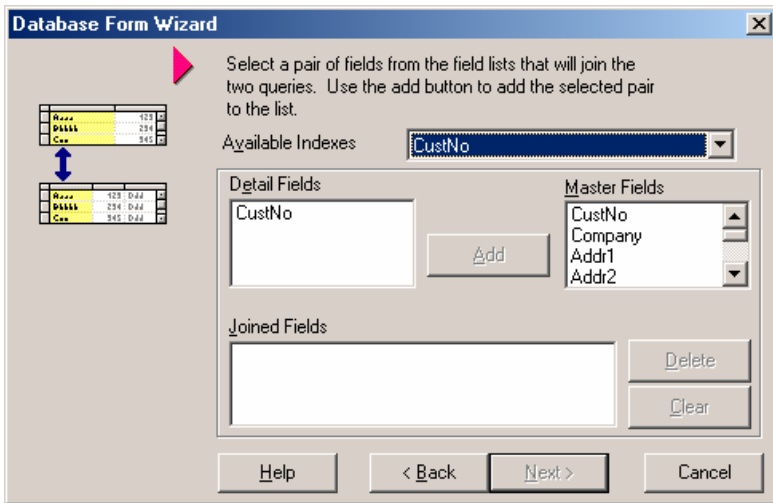 Database Form Wizard
Select a pair of fields from the field lists that will join the
two queries. Use the add button to add the selected pair
to the list.
Available Indexes
CustNo
Detail Fields
Master Fields
CustNo
Add
CustNo
Company
Addr1
Addr2
Joined Fields
Delete
Clear
Help
< Back
Next >
Cancel